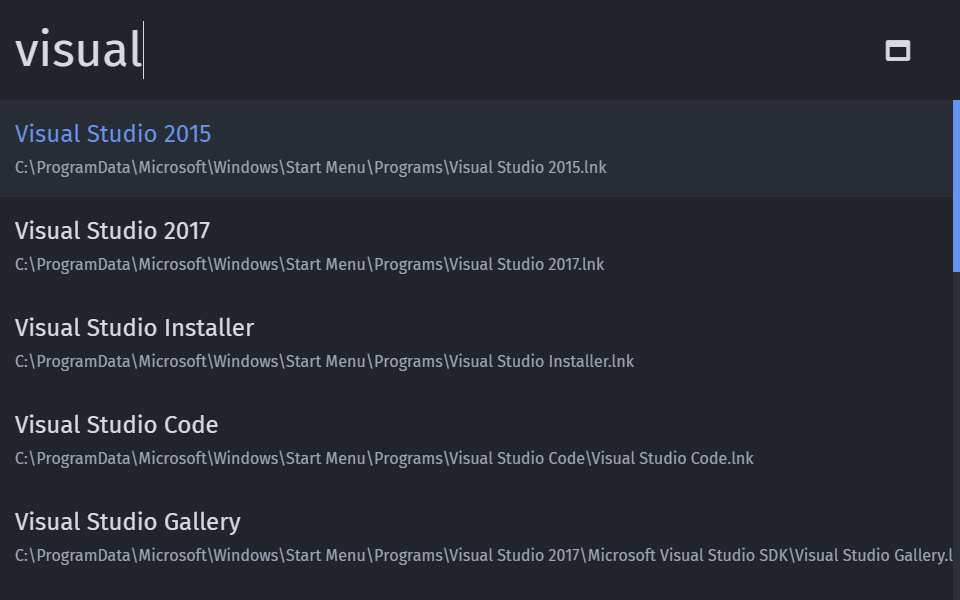 visual
Visual Studio 2015
C:\ProgramData\Microsoft\Windows\Start Menu\Programs\Visual Studio 2015.lnk
Visual Studio 2017
C:\ProgramData\Microsoft\Windows\Start Menu\Programs\Visual Studio 2017.lnk
Visual Studio Installer
C:\ProgramData\Microsoft\Windows\Start Menu\Programs\Visual Studio Installer.lnk
Visual Studio Code
C:\ProgramData\Microsoft\Windows\Start Menu\Programs\Visual Studio Code\Visual Studio Code.lnk
Visual Studio Gallery
C:\ProgramData\Microsoft\Windows\Start Menu\Programs\Visual Studio 2017\Microsoft Visual Studio SDK\Visual Studio Gallery.l